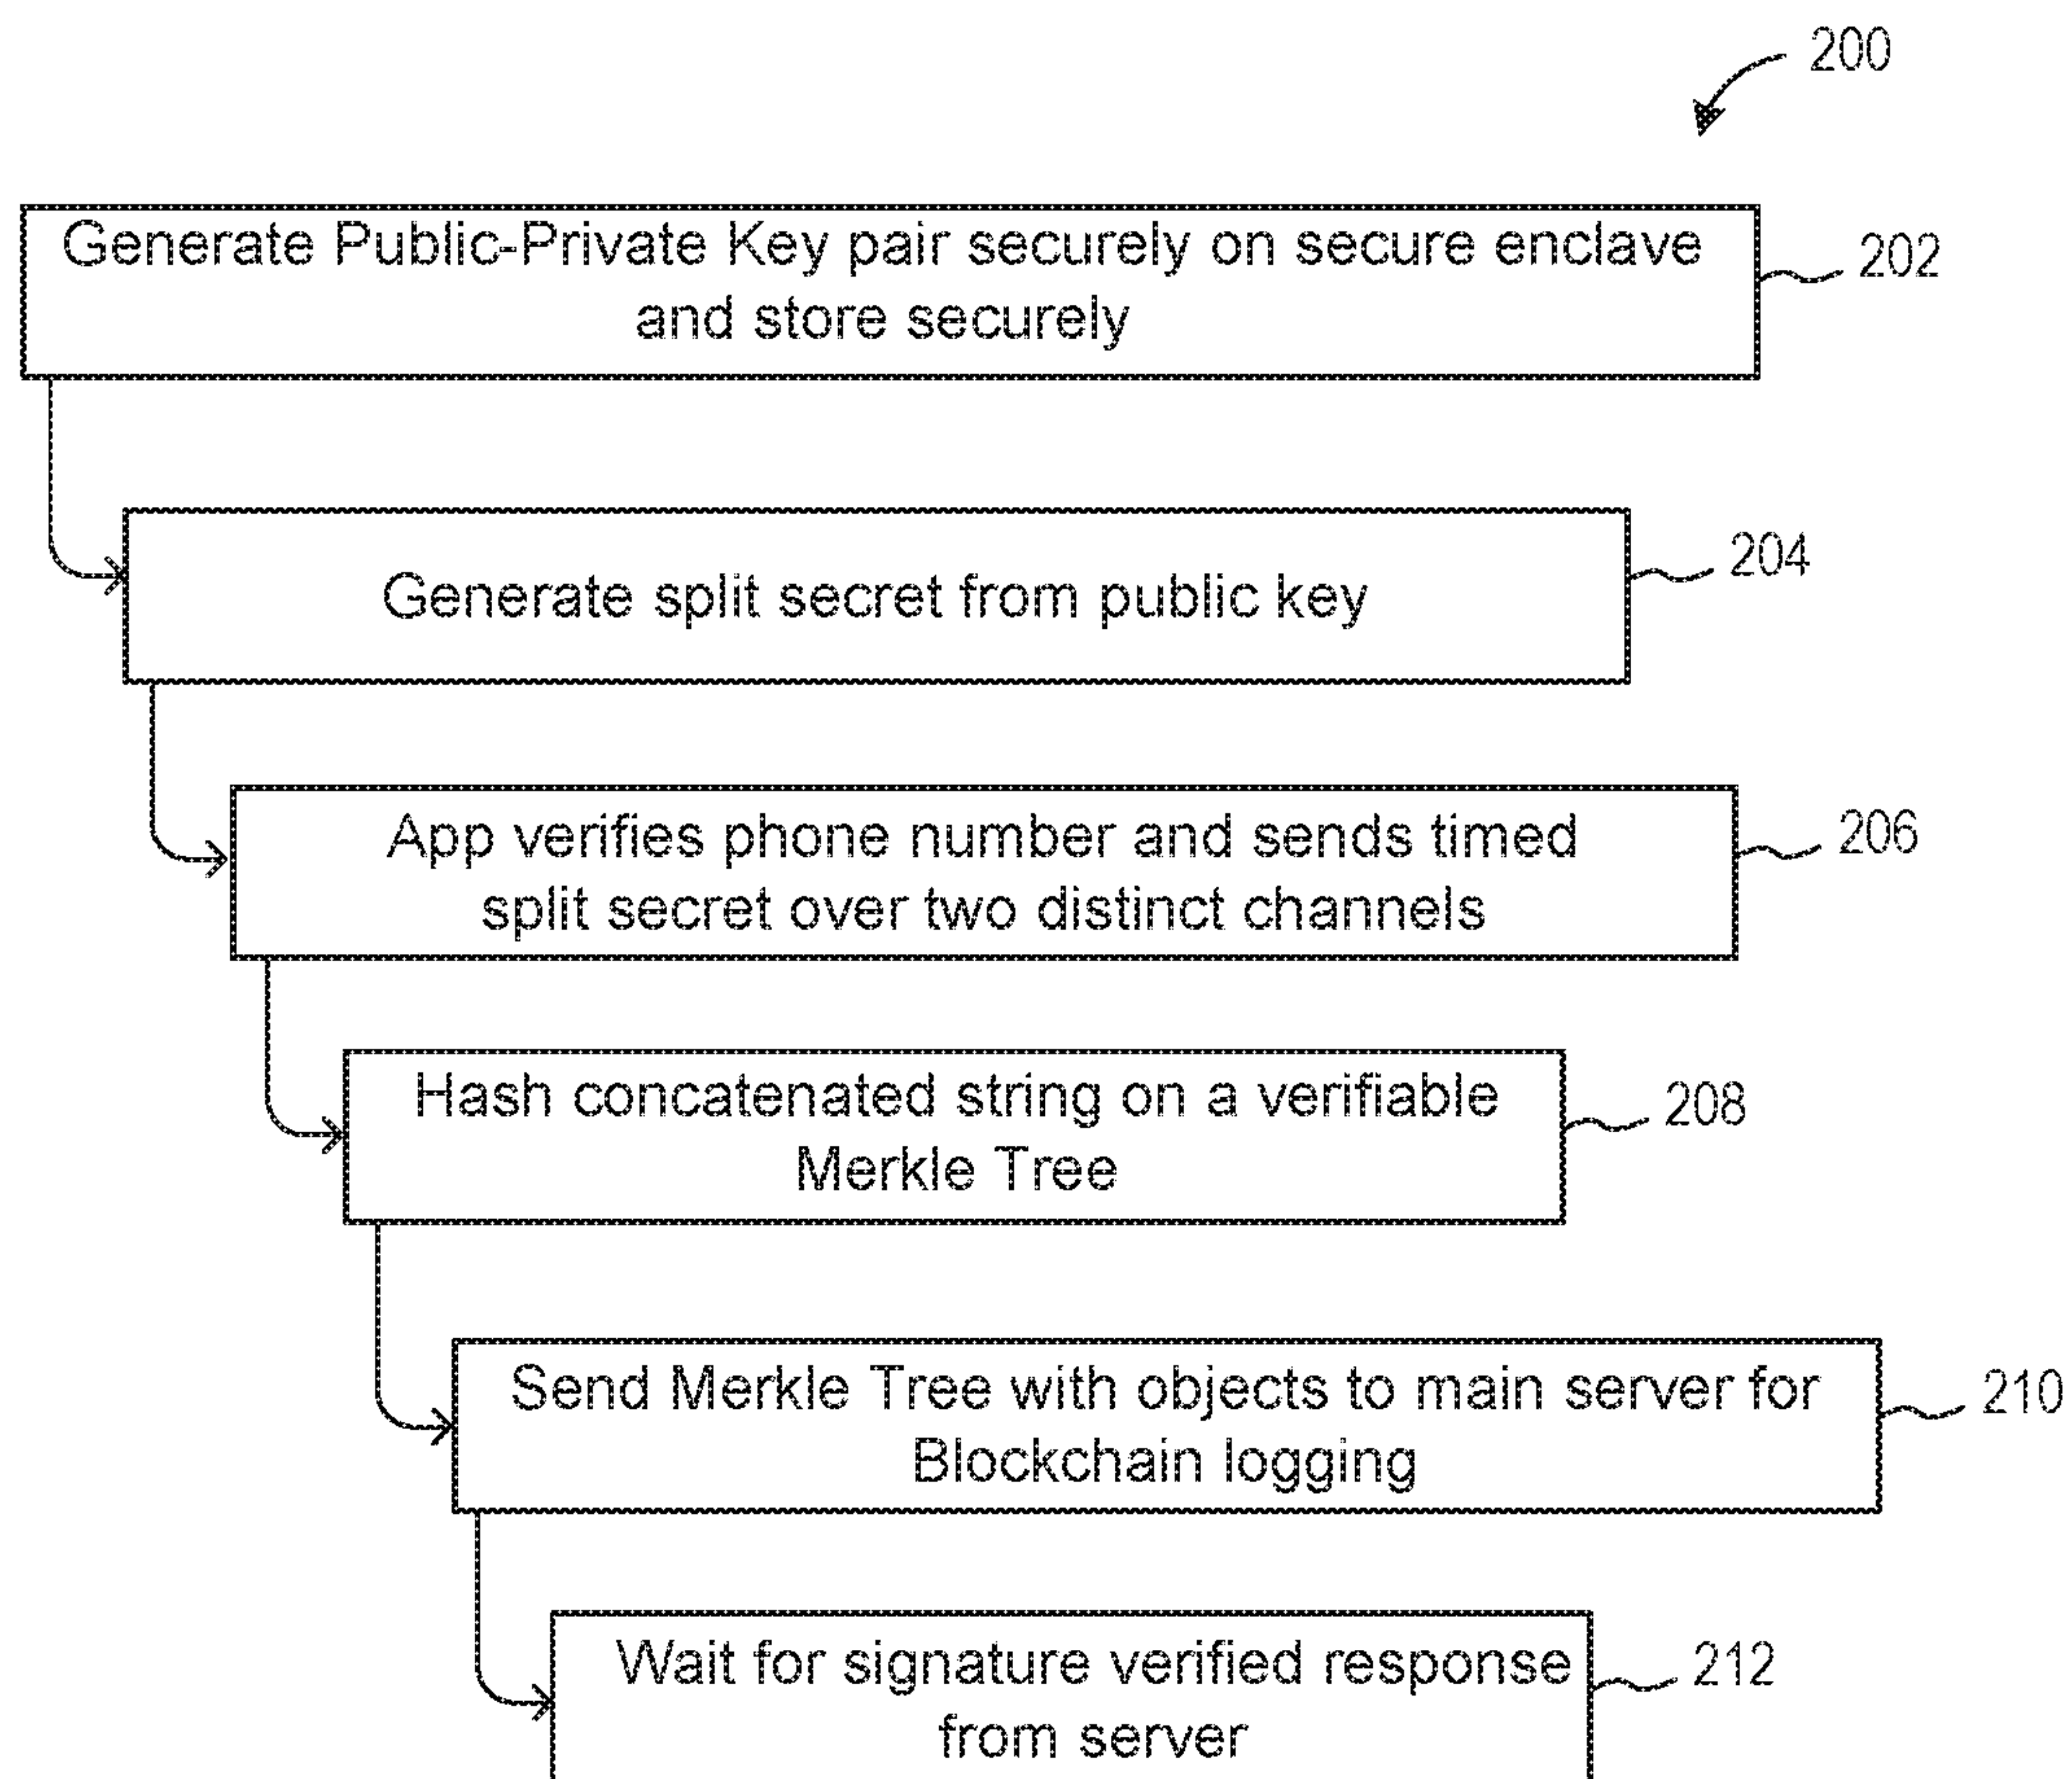 200
Generate Public-Private Key pair securely on secure enclave
and store securely
202
Generate split secret from public key
204
App verifies phone number and sends timed
split secret over two distinct channels
206
Hash concatenated string on a verifiable
Merkle Tree
208
Send Merkle Tree with objects to main server for
Blockchain logging
210
Wait for signature verified response
from server
212